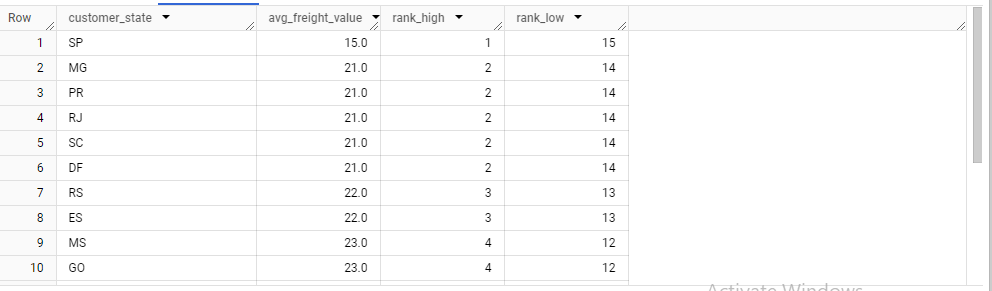 Row customer_state avg_freight_value rank_high rank_low
1 SP 15.0 1 15
2 MG 21.0 2 14
3 PR 21.0 2 14
4 RJ 21.0 2 14
5 SC 21.0 2 14
6 DF 21.0 2 14
7 RS 22.0 3 13
8 ES 22.0 3 13
9 MS 23.0 4 12
10 GO 23.0 4 12
Activate Windows